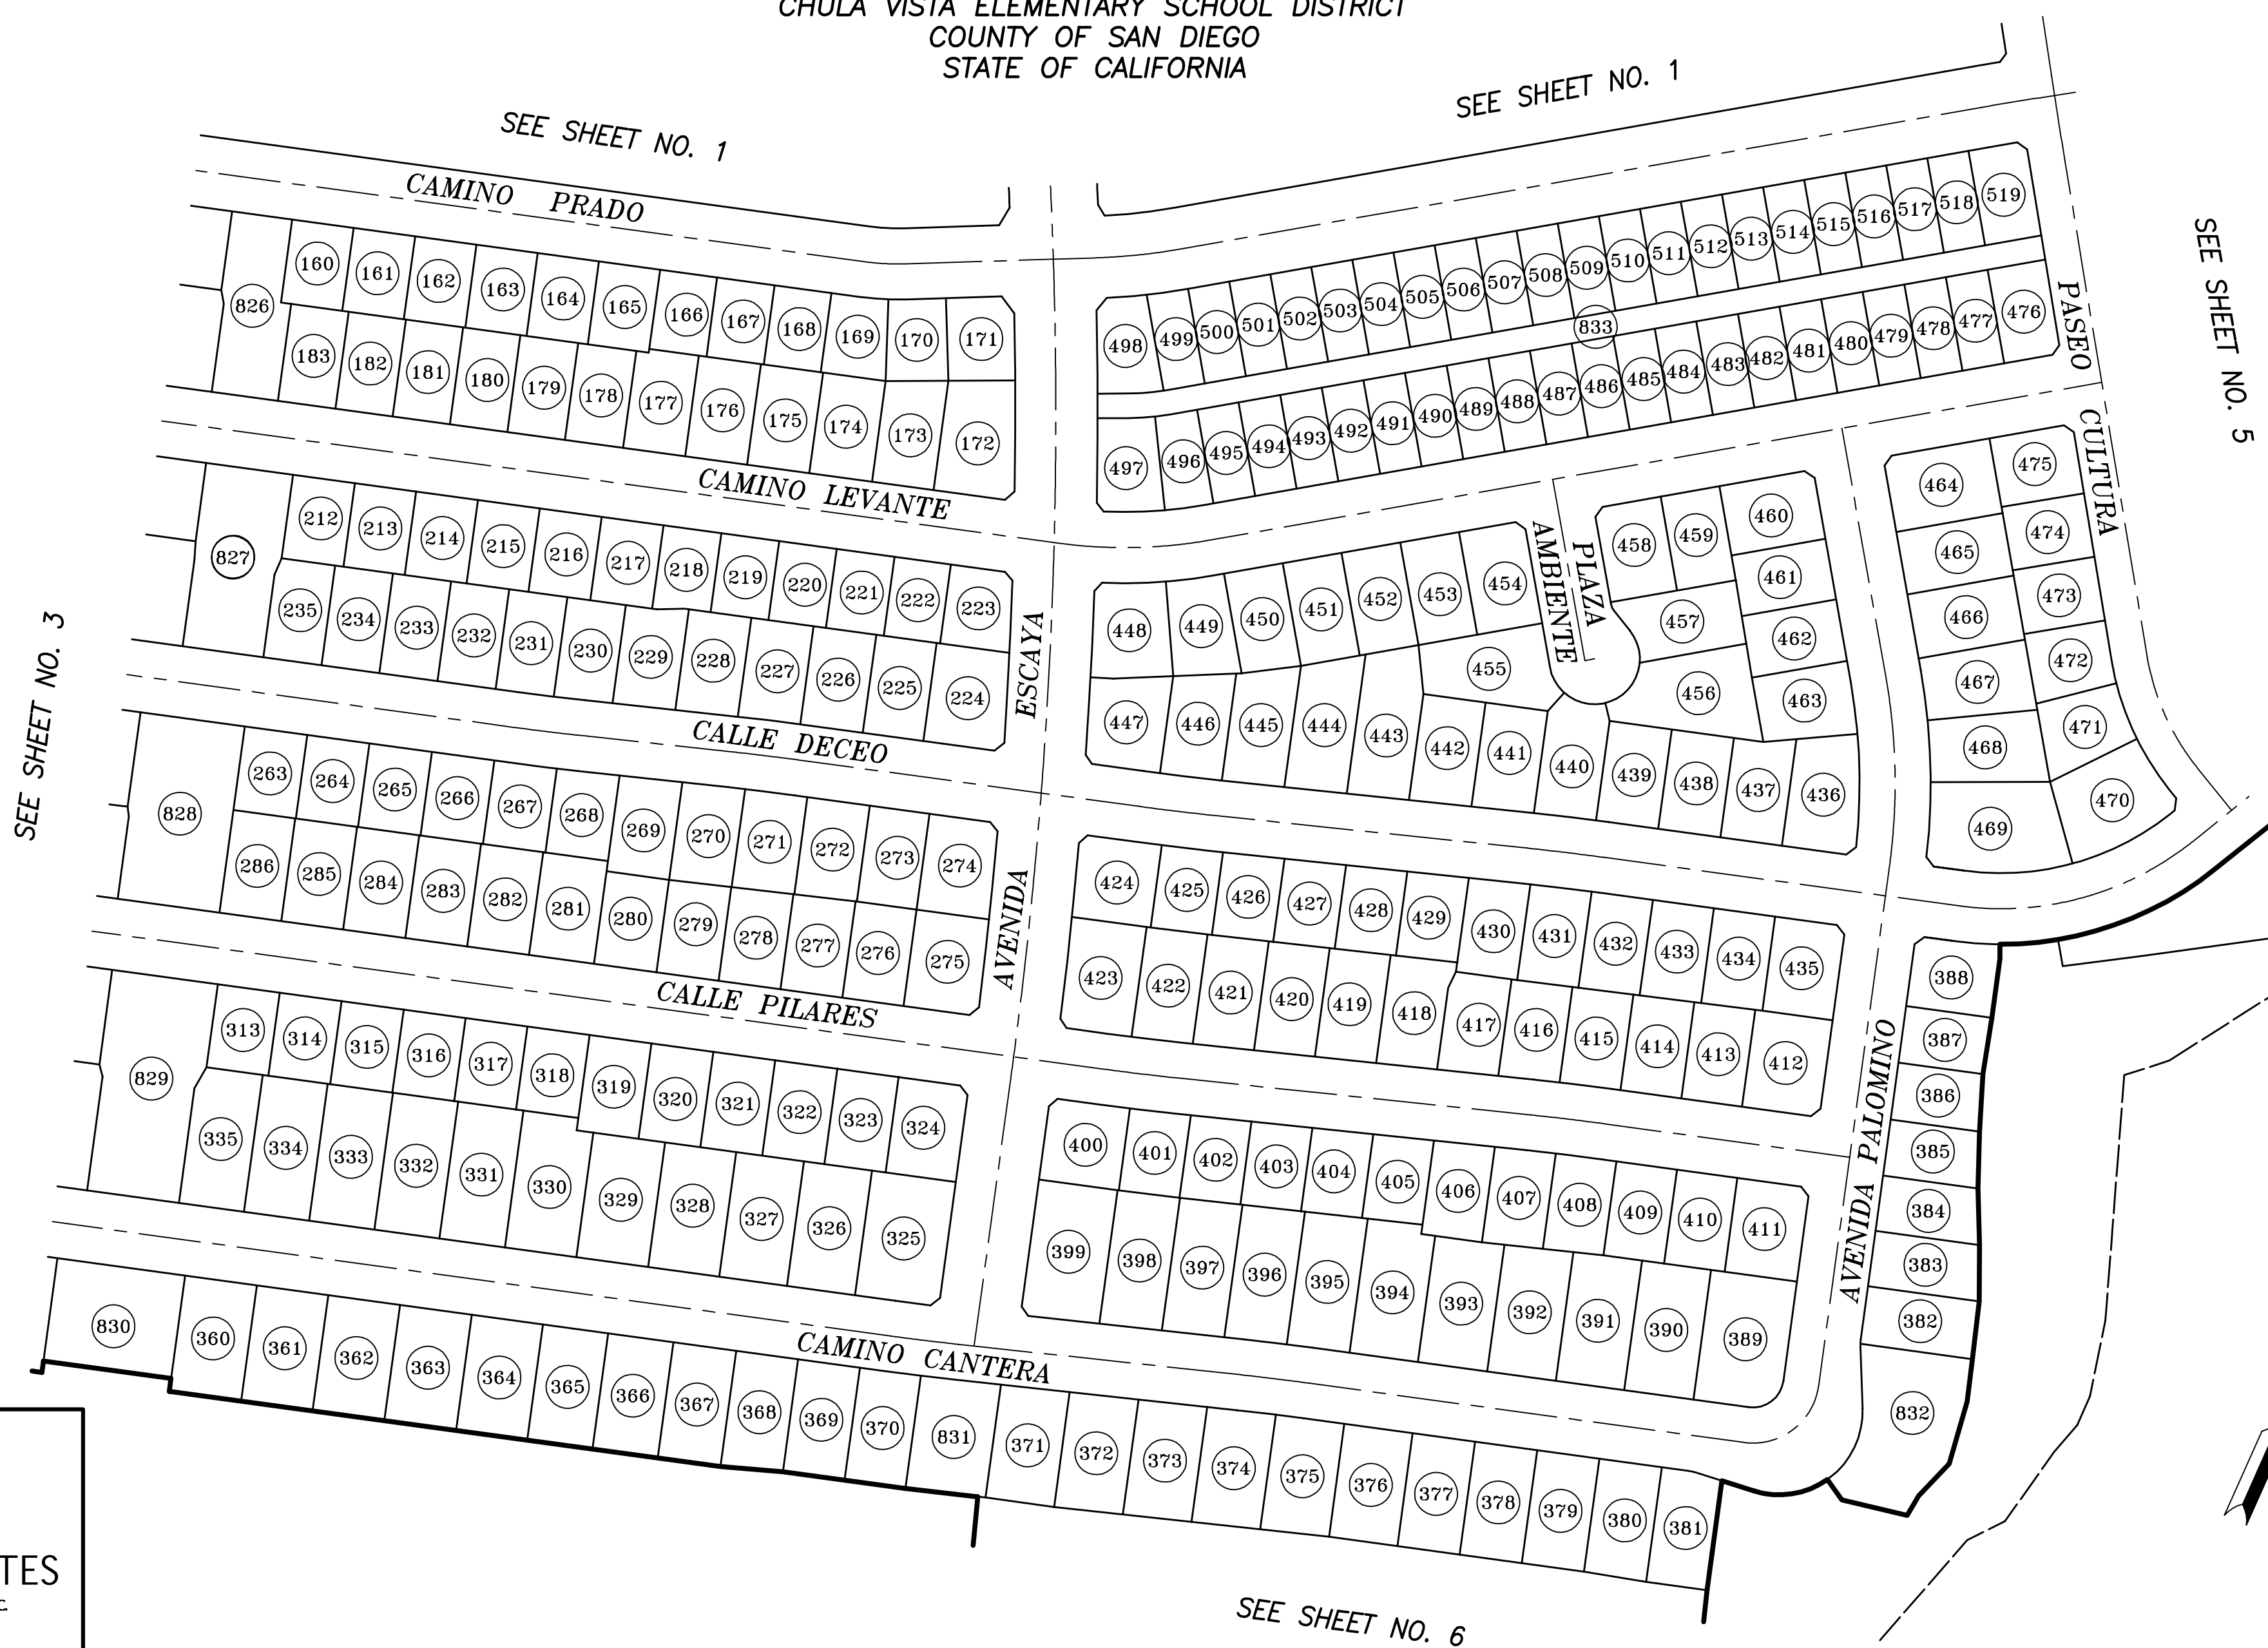 CHULA VISTA ELEMENTARY SCHOOL DISTRICT
COUNTY OF SAN DIEGO
STATE OF CALIFORNIA
SEE SHEET NO. 1
SEE SHEET NO. 1
CAMINO PRADO
826 160 161 162 163 164 165 166 167 168 169 170 171
183 182 181 180 179 178 177 176 175 174 173 172
498 499 500 501 502 503 504 505 506 507 508 509 510 511 512 513 514 515 516 517 518 519
833
497 496 495 494 493 492 491 490 489 488 487 486 485 484 483 482 481 480 479 478 477 476
PASEO
CULTURA
SEE SHEET NO. 5
CAMINO LEVANTE
827 212 213 214 215 216 217 218 219 220 221 222 223
235 234 233 232 231 230 229 228 227 226 225 224
448 449 450 451 452 453 454
455
PLAZA
AMBIENTE
458 459 460
461
457
462
456
463
464 475
465 474
466 473
467 472
468 471
469 470
447 446 445 444 443 442 441 440 439 438 437 436
SEE SHEET NO. 3
ESCAYA
AVENIDA
CALLE DECEO
828 263 264 265 266 267 268 269 270 271 272 273 274
286 285 284 283 282 281 280 279 278 277 276 275
424 425 426 427 428 429 430 431 432 433 434 435
423 422 421 420 419 418 417 416 415 414 413 412
CALLE PILARES
829 313 314 315 316 317 318 319 320 321 322 323 324
335 334 333 332 331 330 329 328 327 326 325
400 401 402 403 404 405 406 407 408 409 410 411
399 398 397 396 395 394 393 392 391 390 389
AVENIDA PALOMINO
388
387
386
385
384
383
382
832
CAMINO CANTERA
830 360 361 362 363 364 365 366 367 368 369 370 831 371 372 373 374 375 376 377 378 379 380 381
SEE SHEET NO. 6
TES